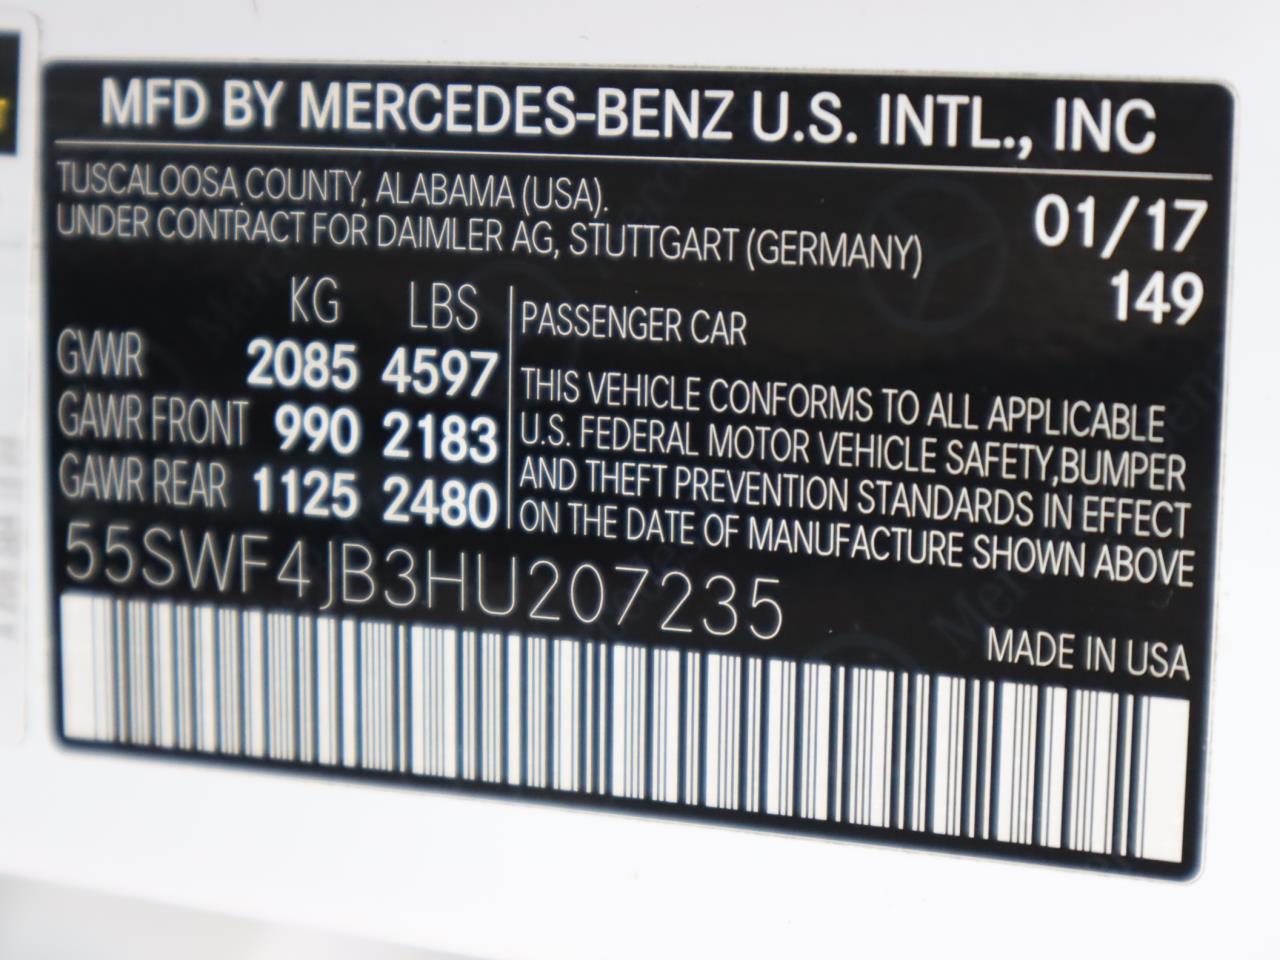 MFD BY MERCEDES-BENZ U.S. INTL., INC
TUSCALOOSA COUNTY, ALABAMA (USA).
UNDER CONTRACT FOR DAIMLER AG, STUTTGART (GERMANY)
01/17
149
KG LBS
GVWR 2085 4597
GAWR FRONT 990 2183
GAWR REAR 1125 2480
PASSENGER CAR
THIS VEHICLE CONFORMS TO ALL APPLICABLE
U.S. FEDERAL MOTOR VEHICLE SAFETY,BUMPER
AND THEFT PREVENTION STANDARDS IN EFFECT
ON THE DATE OF MANUFACTURE SHOWN ABOVE
55SWF4JB3HU207235
MADE IN USA